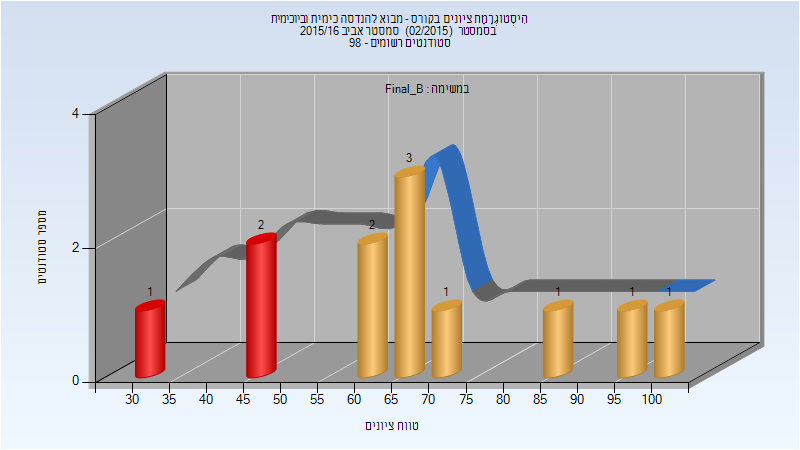 הִיסְטוֹגְרָמַת ציונים בקורס - מבוא להנדסה כימית וביוכימית
בסמסטר (02/2015) סמסטר אביב 2015/16
סטודנטים רשומים - 98
במשימה : Final_B
מספר סטודנטים
4
2
0
1
2
2
3
1
1
1
1
30 35 40 45 50 55 60 65 70 75 80 85 90 95 100
טווח ציונים